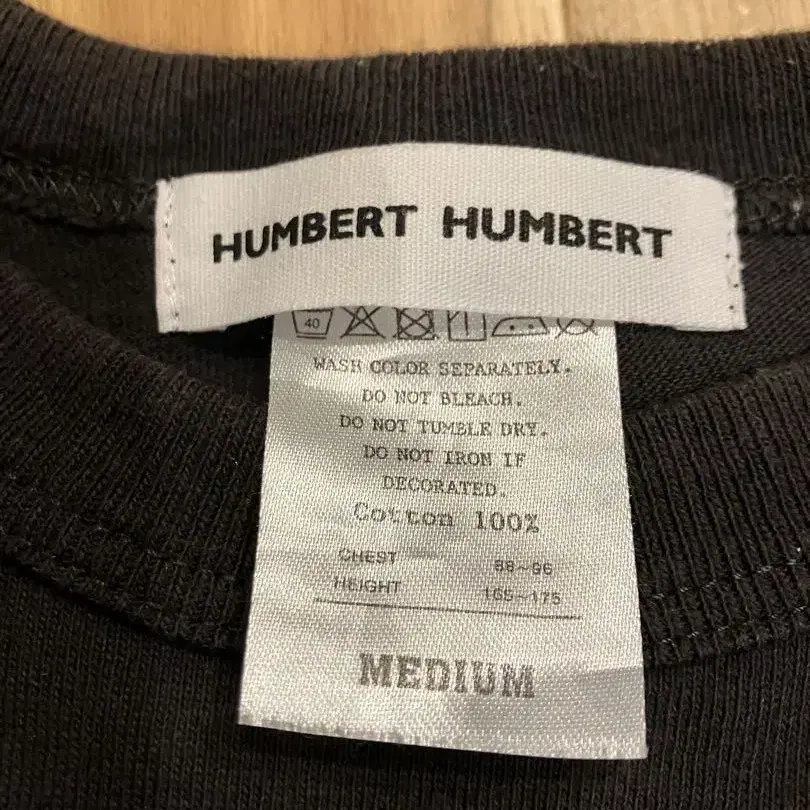 HUMBERT HUMBERT
40
WASH COLOR SEPARATELY.
DO NOT BLEACH.
DO NOT TUMBLE DRY.
DO NOT IRON IF
DECORATED.
Cotton 100%
CHEST 88~96
HEIGHT 165~175
MEDIUM